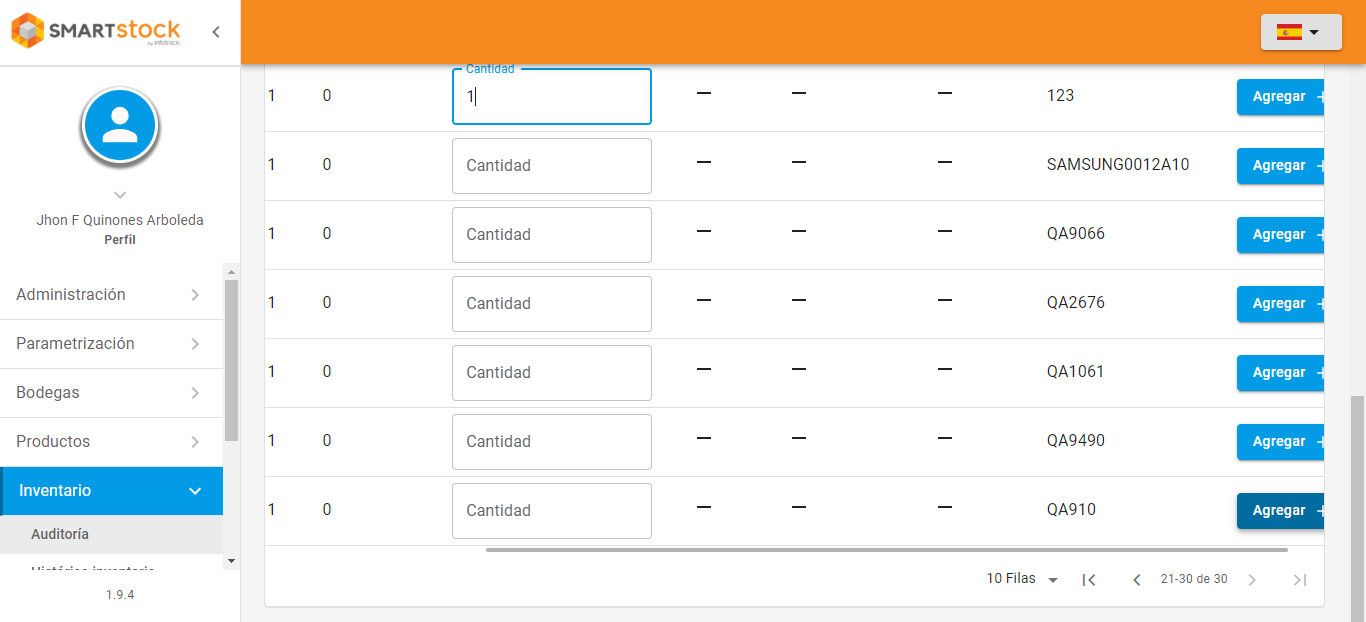 SMARTstock
by infotrack.
Jhon F Quinones Arboleda
Perfil
Administración
Parametrización
Bodegas
Productos
Inventario
Auditoría
Histórico inventario
1.9.4
Cantidad
1 0 1 — — — 123 Agregar +
1 0 Cantidad — — — SAMSUNG0012A10 Agregar +
1 0 Cantidad — — — QA9066 Agregar +
1 0 Cantidad — — — QA2676 Agregar +
1 0 Cantidad — — — QA1061 Agregar +
1 0 Cantidad — — — QA9490 Agregar +
1 0 Cantidad — — — QA910 Agregar +
10 Filas 21-30 de 30